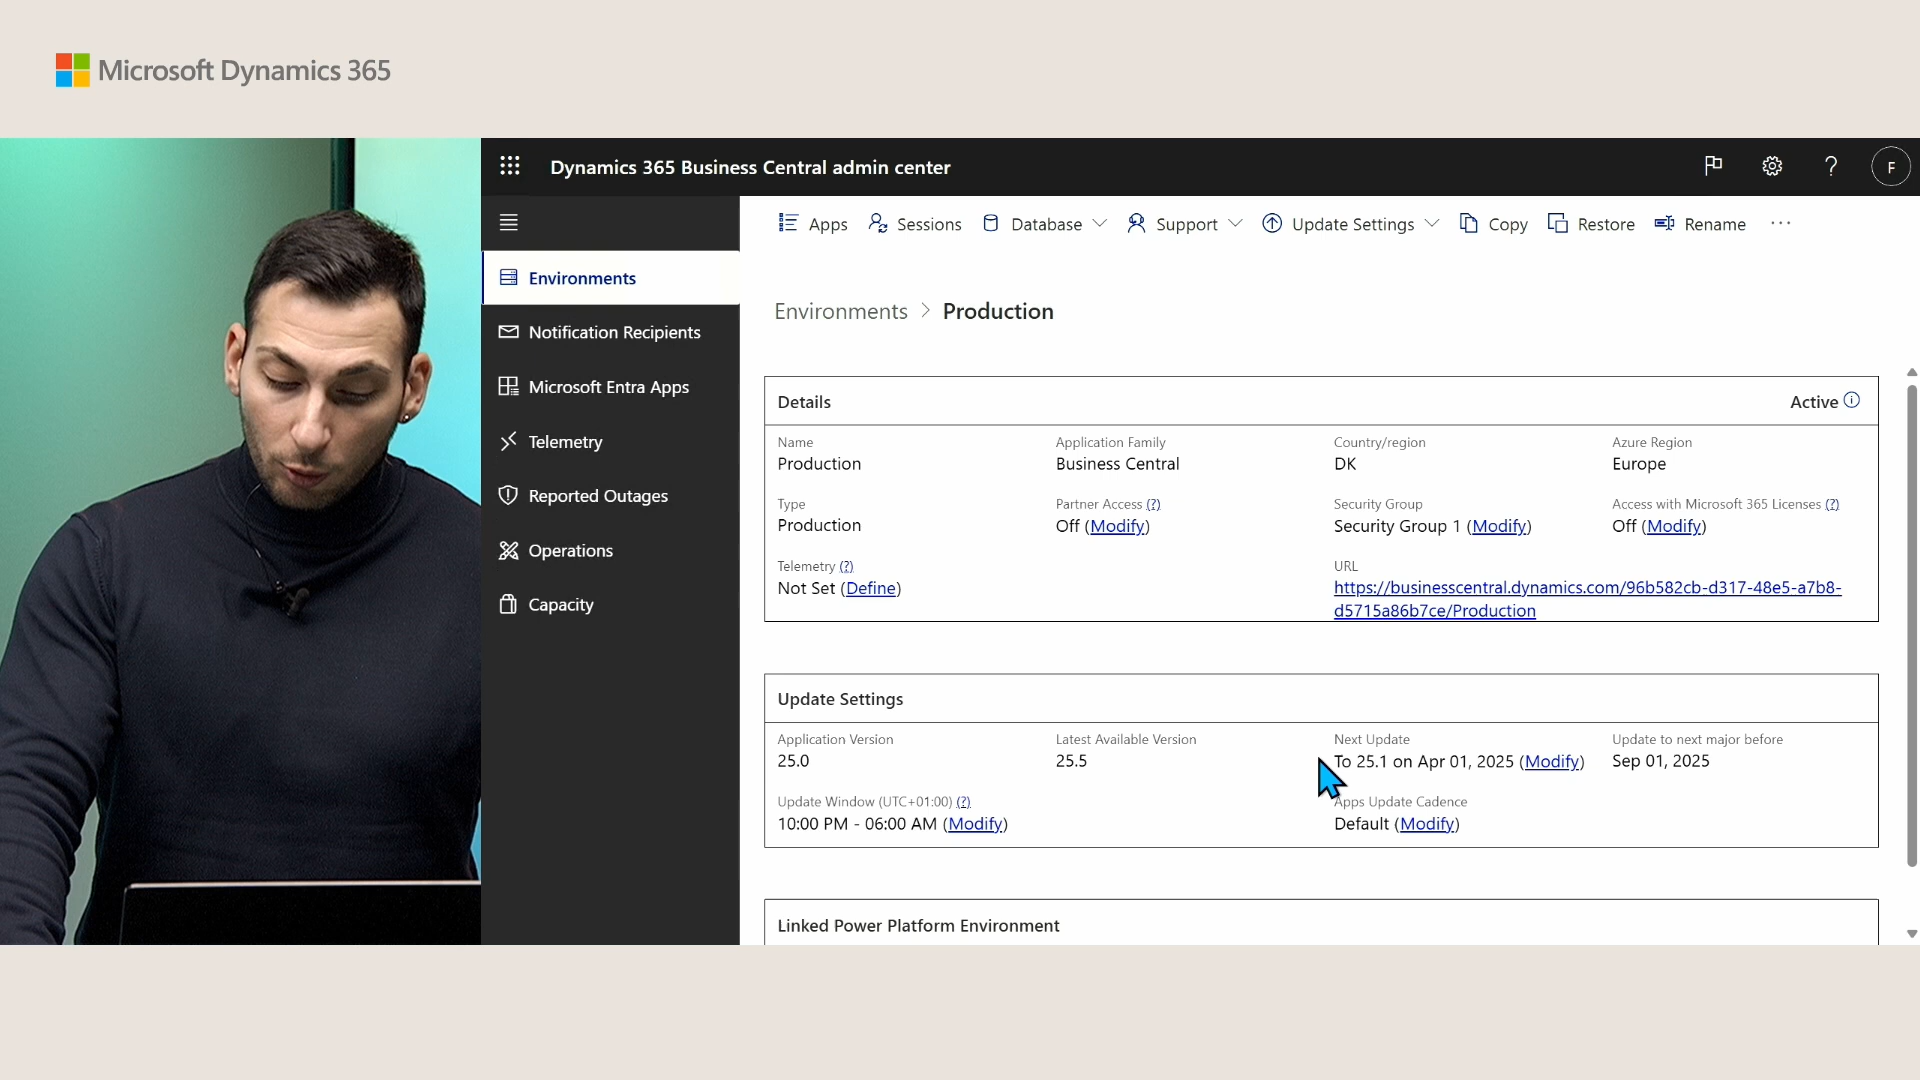 Microsoft Dynamics 365
Dynamics 365 Business Central admin center
F
Apps
Sessions
Database
Support
Update Settings
Copy
Restore
Rename
Environments
Notification Recipients
Microsoft Entra Apps
Telemetry
Reported Outages
Operations
Capacity
Environments > Production
Details
Active
Name
Production
Application Family
Business Central
Country/region
DK
Azure Region
Europe
Type
Production
Partner Access (?)
Off (Modify)
Security Group
Security Group 1 (Modify)
Access with Microsoft 365 Licenses (?)
Off (Modify)
Telemetry (?)
Not Set (Define)
URL
https://businesscentral.dynamics.com/96b582cb-d317-48e5-a7b8-
d5715a86b7ce/Production
Update Settings
Application Version
25.0
Latest Available Version
25.5
Next Update
To 25.1 on Apr 01, 2025 (Modify)
Update to next major before
Sep 01, 2025
Update Window (UTC+01:00) (?)
10:00 PM - 06:00 AM (Modify)
Apps Update Cadence
Default (Modify)
Linked Power Platform Environment